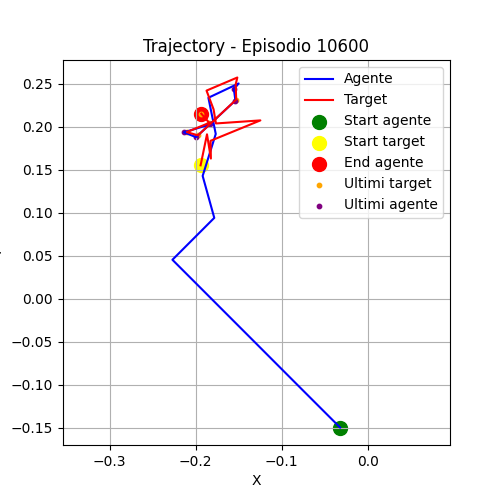 Trajectory - Episodio 10600
Agente
Target
Start agente
Start target
End agente
Ultimi target
Ultimi agente
0.25
0.20
0.15
0.10
0.05
0.00
−0.05
−0.10
−0.15
−0.3
−0.2
−0.1
0.0
X